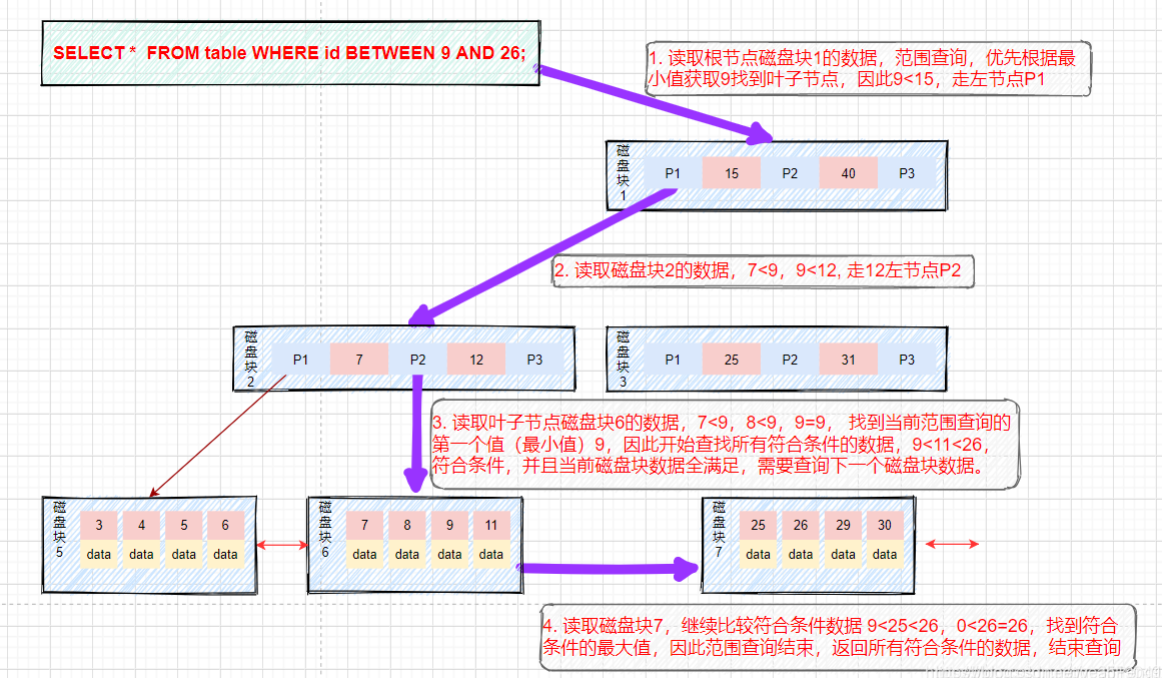 SELECT * FROM table WHERE id BETWEEN 9 AND 26;
1. 读取根节点磁盘块1的数据，范围查询，优先根据最
小值获取9找到叶子节点，因此9<15，走左节点P1
磁盘块1
P1 15 P2 40 P3
2. 读取磁盘块2的数据，7<9，9<12, 走12左节点P2
磁盘块2
P1 7 P2 12 P3
磁盘块3
P1 25 P2 31 P3
3. 读取叶子节点磁盘块6的数据，7<9，8<9，9=9， 找到当前范围查询的
第一个值（最小值）9，因此开始查找所有符合条件的数据，9<11<26，
符合条件，并且当前磁盘块数据全满足，需要查询下一个磁盘块数据。
磁盘块5
3 4 5 6
data data data data
磁盘块6
7 8 9 11
data data data data
磁盘块7
25 26 29 30
data data data data
4. 读取磁盘块7，继续比较符合条件数据 9<25<26，0<26=26，找到符合
条件的最大值，因此范围查询结束，返回所有符合条件的数据，结束查询